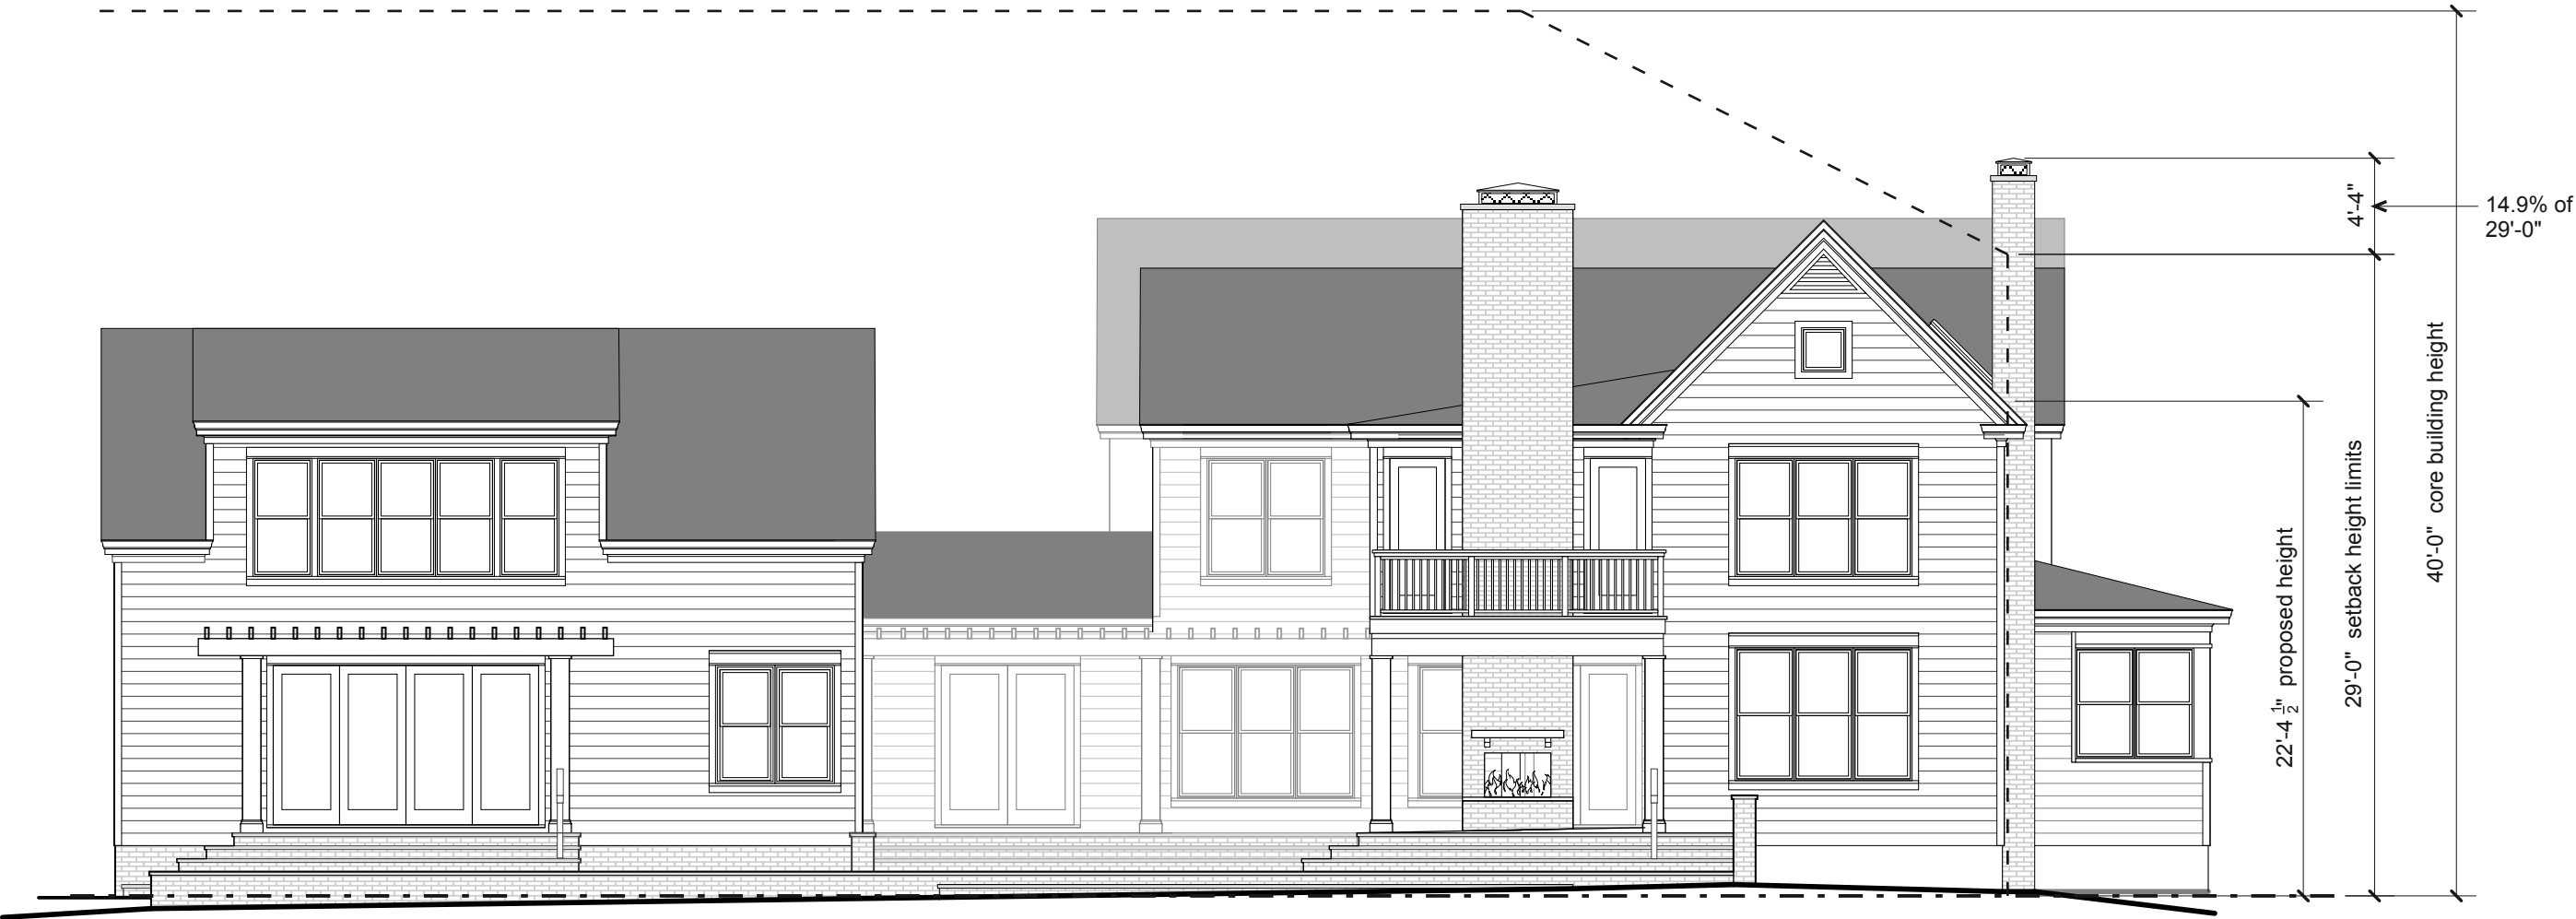 14.9% of
29'-0"
4'-4"
40'-0" core building height
29'-0" setback height limits
22'-4 1/2" proposed height